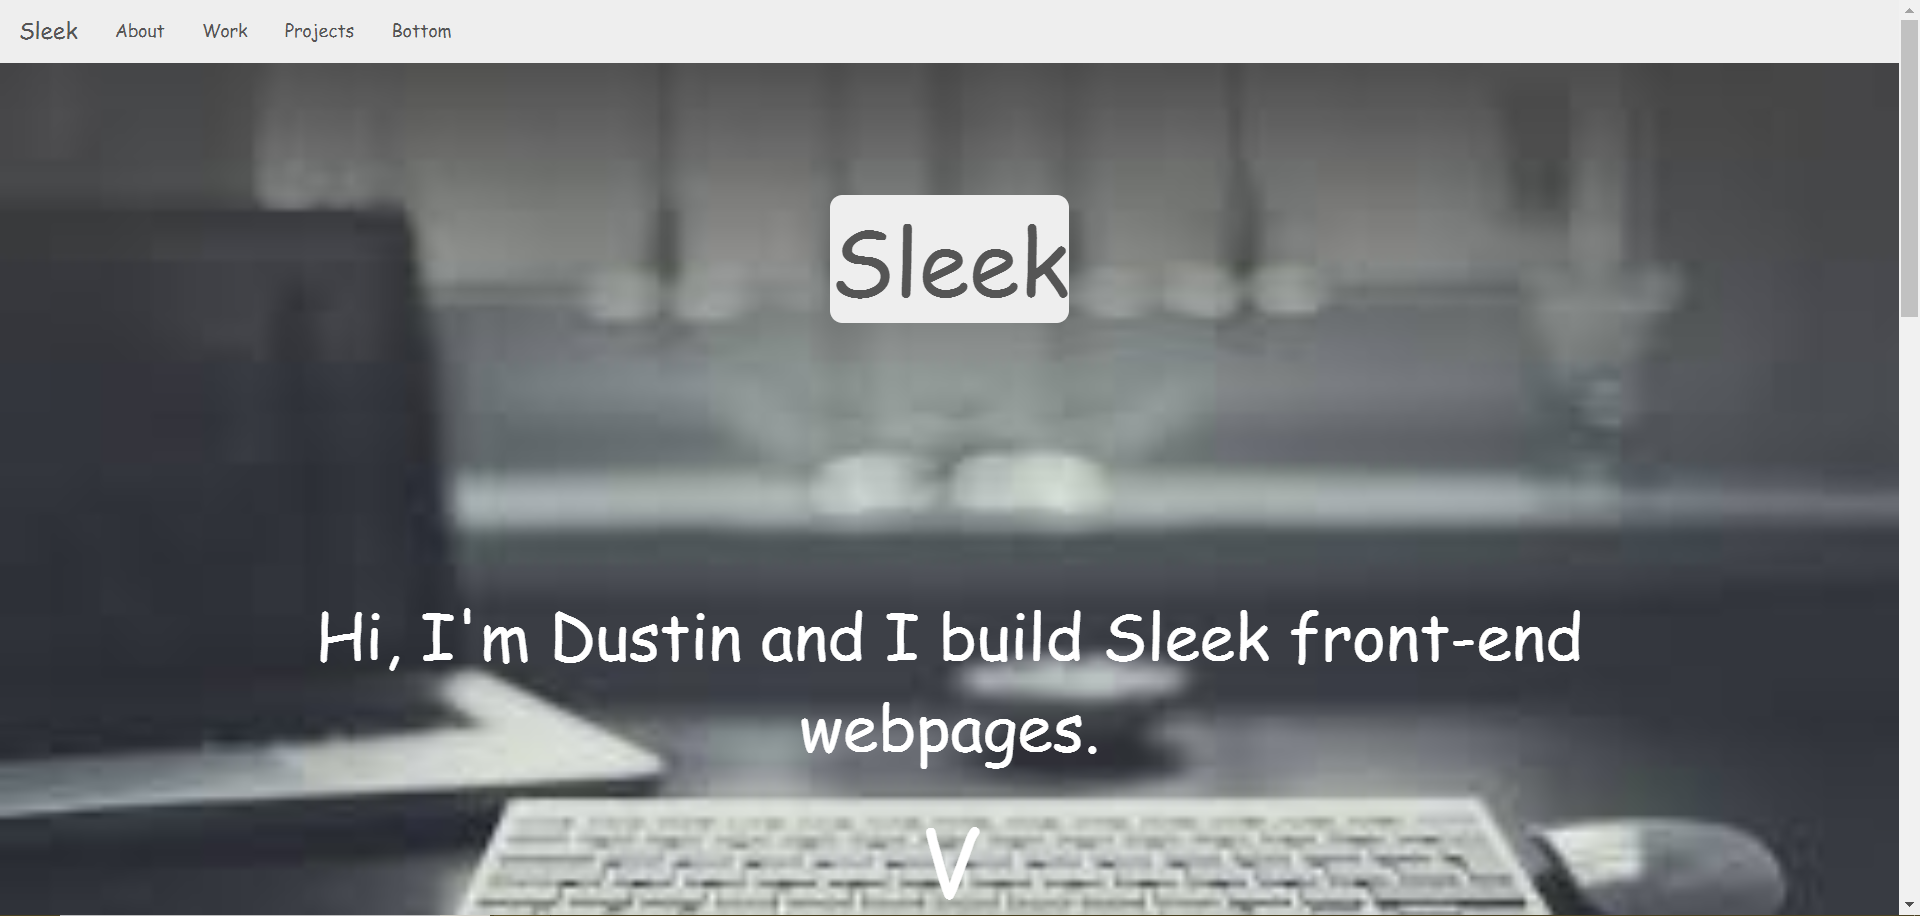 Sleek About Work Projects Bottom
Sleek
Hi, I'm Dustin and I build Sleek front-end
webpages.
V